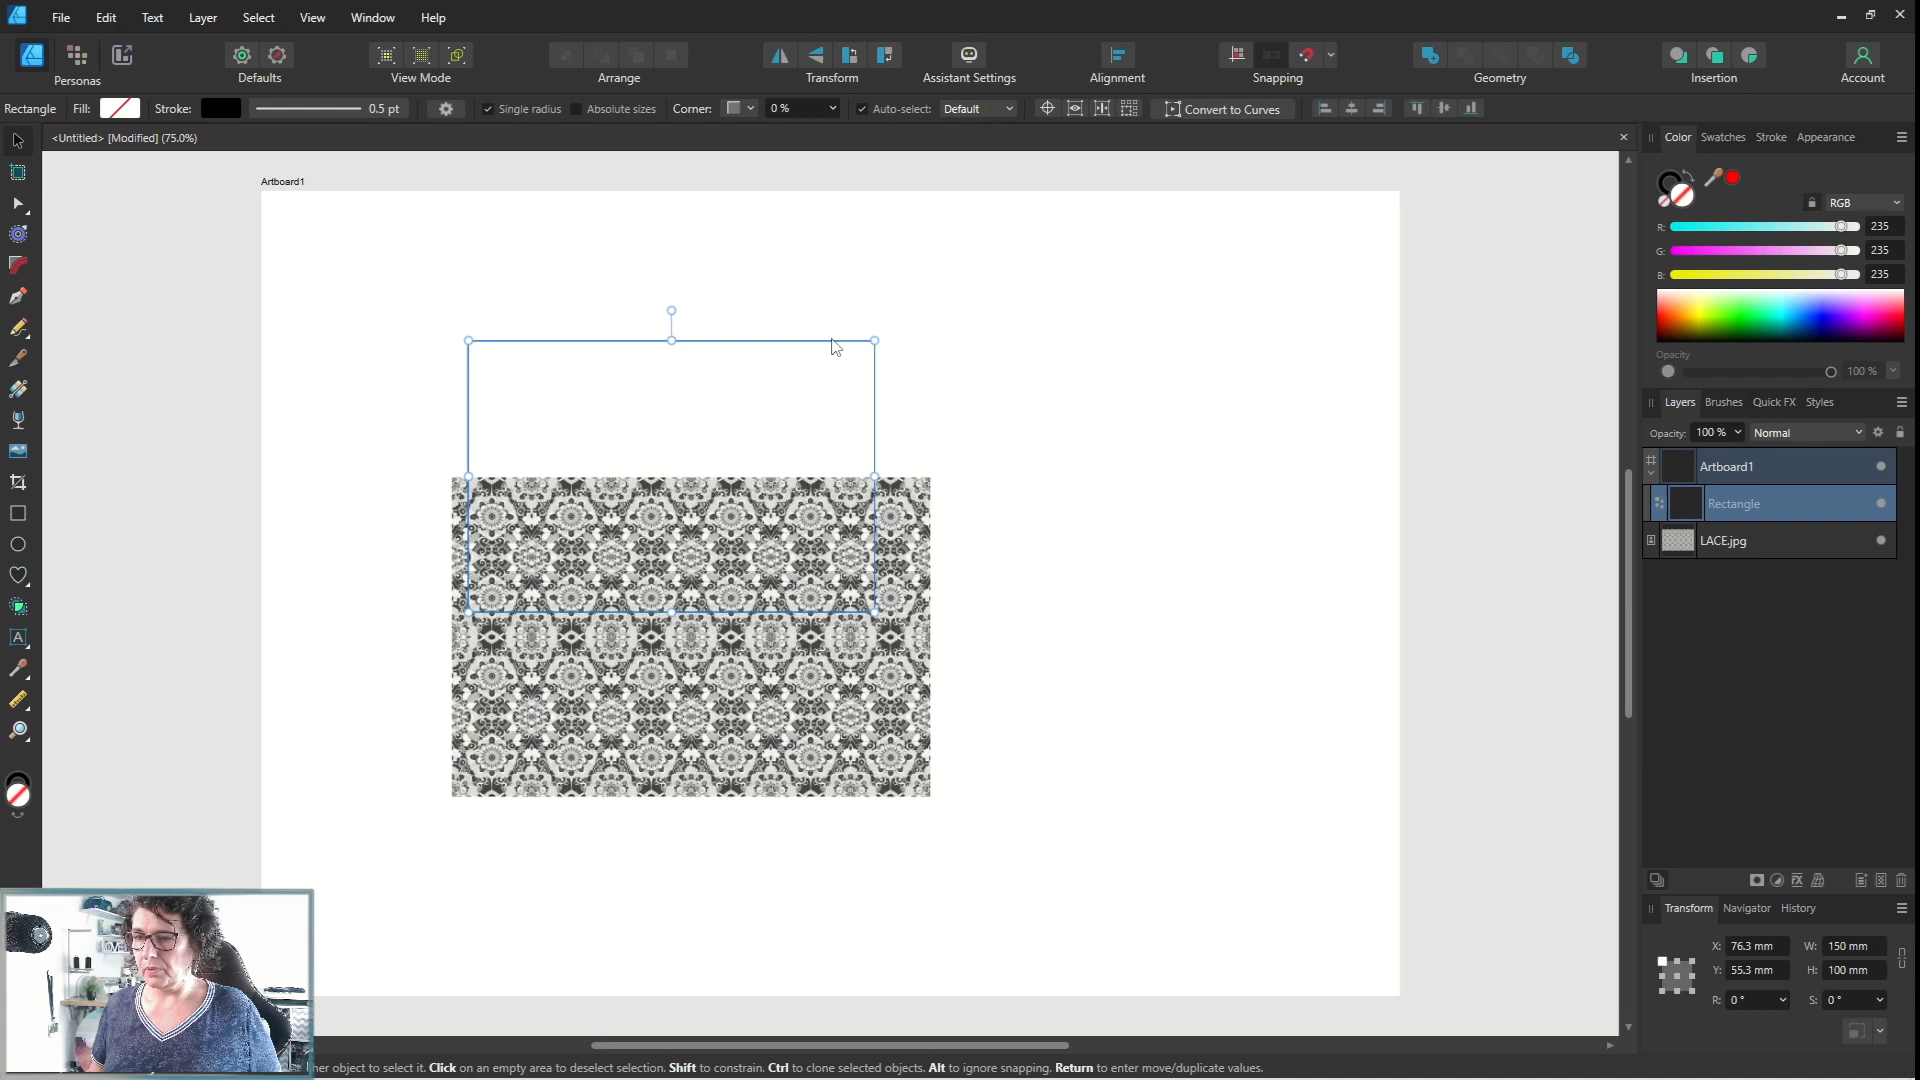 File Edit Text Layer Select View Window Help
Personas Defaults View Mode Arrange Transform Assistant Settings Alignment Snapping Geometry Insertion Account
Rectangle Fill: Stroke: 0.5 pt Single radius Absolute sizes Corner: 0 % Auto-select: Default Convert to Curves
<Untitled> [Modified] (75.0%)
Color Swatches Stroke Appearance
Artboard1
RGB
R: 235
G: 235
B: 235
Opacity
100 %
Layers Brushes Quick FX Styles
Opacity: 100 % Normal
Artboard1
Rectangle
LACE.jpg
Transform Navigator History
X: 76.3 mm W: 150 mm
Y: 55.3 mm H: 100 mm
R: 0 ° S: 0 °
her object to select it. Click on an empty area to deselect selection. Shift to constrain. Ctrl to clone selected objects. Alt to ignore snapping. Return to enter move/duplicate values.